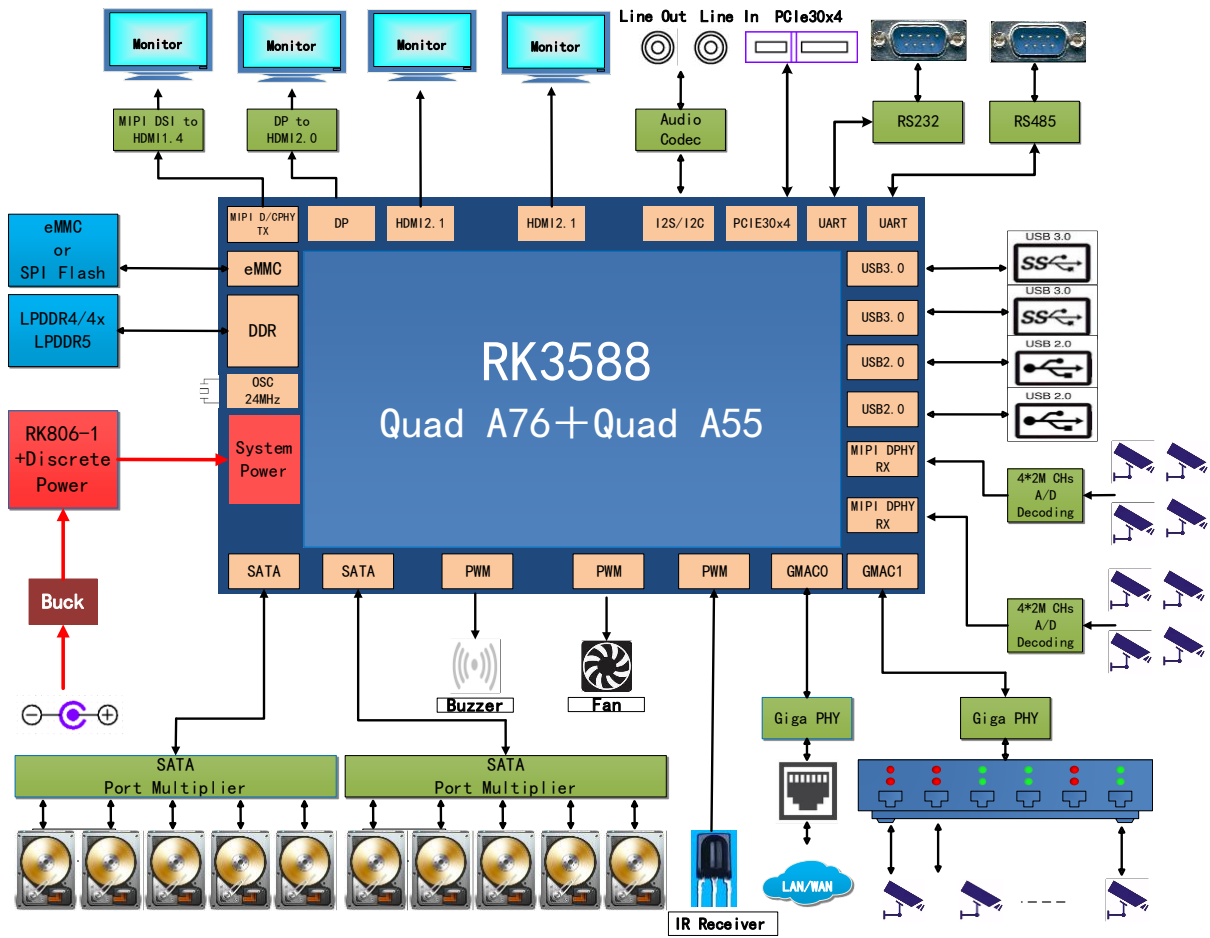 Line Out Line In PCIe30x4
Monitor
Monitor
Monitor
Monitor
MIPI DSI to
HDMI1.4
DP to
HDMI2.0
Audio
Codec
RS232
RS485
MIPI D/CPHY
TX
DP
HDMI2.1
HDMI2.1
I2S/I2C
PCIE30x4
UART
UART
eMMC
or
SPI Flash
eMMC
LPDDR4/4x
LPDDR5
DDR
OSC
24MHz
RK806-1
+Discrete
Power
System
Power
Buck
RK3588
Quad A76+Quad A55
USB3.0
USB3.0
USB2.0
USB2.0
MIPI DPHY
RX
MIPI DPHY
RX
USB 3.0
SS
USB 3.0
SS
USB 2.0
USB 2.0
4*2M CHs
A/D
Decoding
4*2M CHs
A/D
Decoding
SATA
SATA
PWM
PWM
PWM
GMAC0
GMAC1
Buzzer
Fan
Giga PHY
Giga PHY
SATA
Port Multiplier
SATA
Port Multiplier
LAN/WAN
IR Receiver